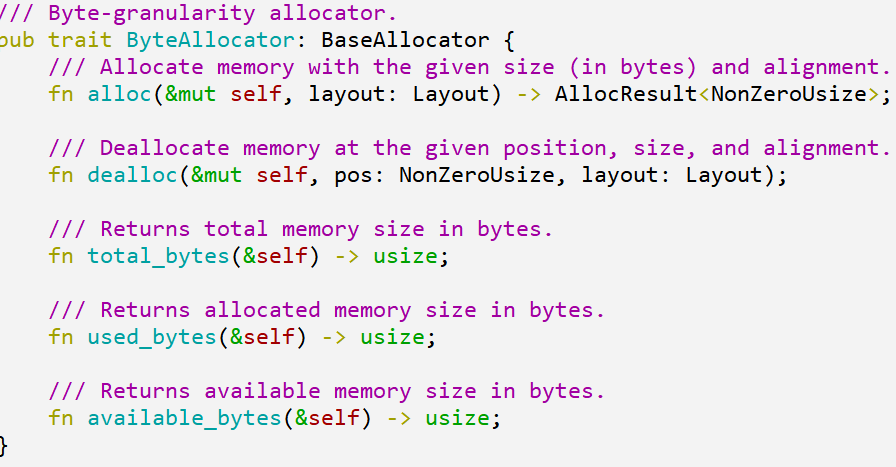 /// Byte-granularity allocator.
pub trait ByteAllocator: BaseAllocator {
/// Allocate memory with the given size (in bytes) and alignment.
fn alloc(&mut self, layout: Layout) -> AllocResult<NonZeroUsize>;
/// Deallocate memory at the given position, size, and alignment.
fn dealloc(&mut self, pos: NonZeroUsize, layout: Layout);
/// Returns total memory size in bytes.
fn total_bytes(&self) -> usize;
/// Returns allocated memory size in bytes.
fn used_bytes(&self) -> usize;
/// Returns available memory size in bytes.
fn available_bytes(&self) -> usize;
}